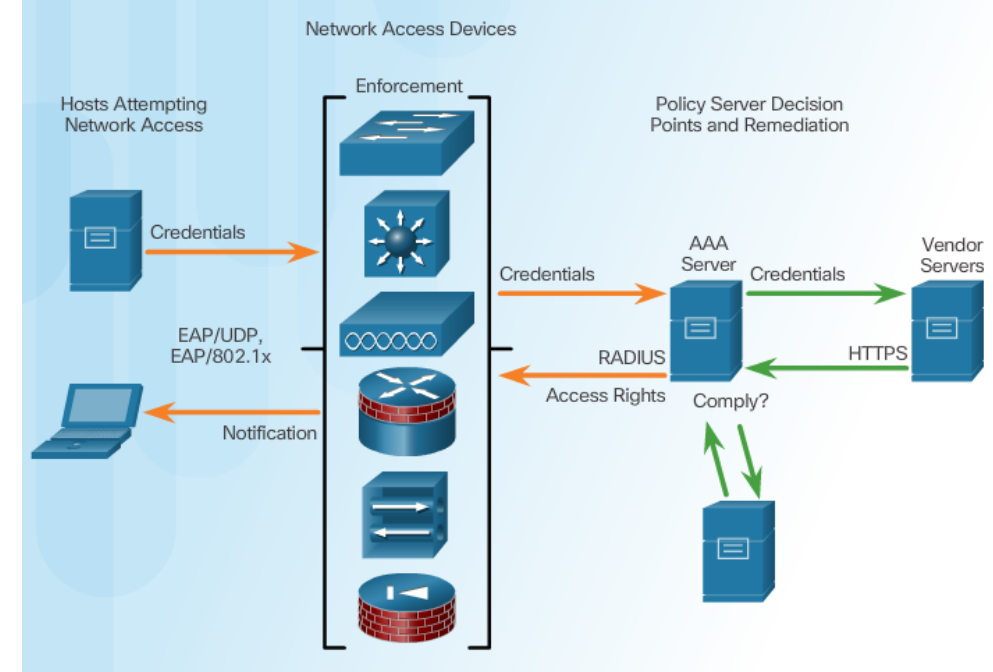 Network Access Devices
Hosts Attempting
Network Access
Enforcement
Policy Server Decision
Points and Remediation
Credentials
EAP/UDP,
EAP/802.1x
Notification
Credentials
RADIUS
Access Rights
AAA
Server
Credentials
Vendor
Servers
HTTPS
Comply?